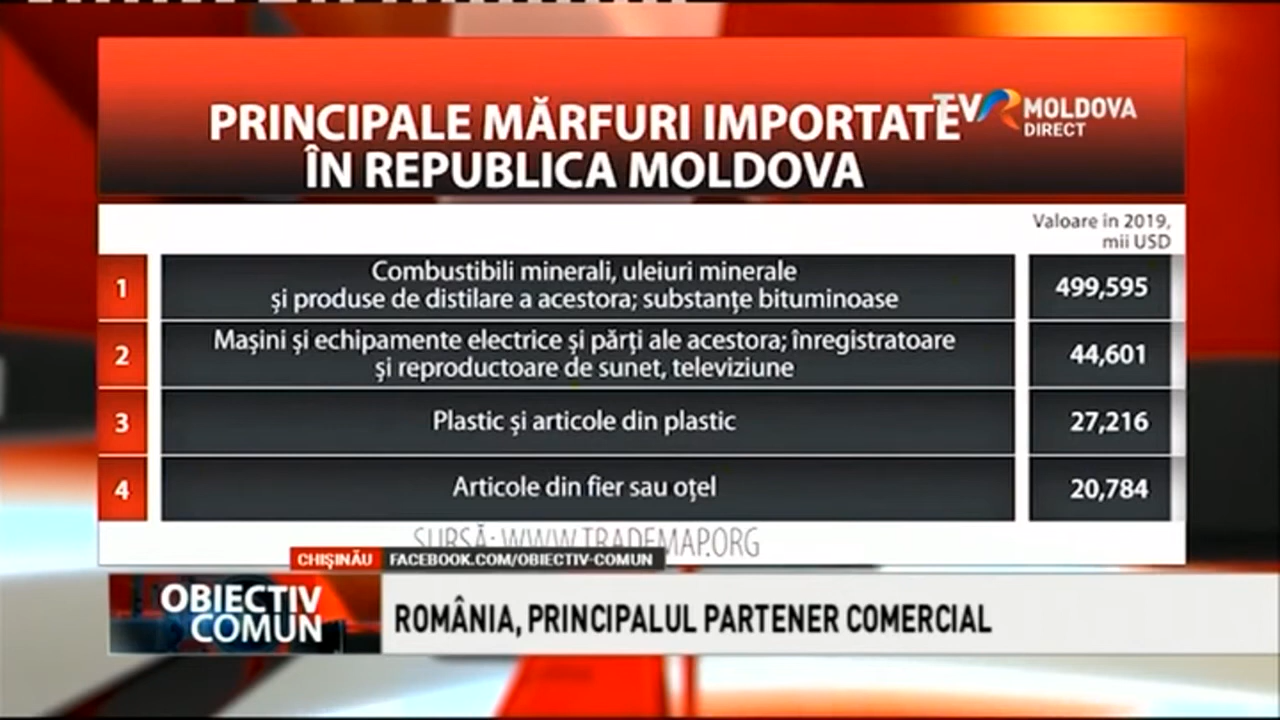 PRINCIPALE MĂRFURI IMPORTATE
ÎN REPUBLICA MOLDOVA
TVR MOLDOVA
DIRECT
Valoare în 2019,
mii USD
1
Combustibili minerali, uleiuri minerale
și produse de distilare a acestora; substanțe bituminoase
499,595
2
Mașini și echipamente electrice și părți ale acestora; înregistratoare
și reproductoare de sunet, televiziune
44,601
3
Plastic și articole din plastic
27,216
4
Articole din fier sau oțel
20,784
SURSĂ: WWW.TRADEMAP.ORG
CHIȘINĂU
FACEBOOK.COM/OBIECTIV-COMUN
OBIECTIV
COMUN
ROMÂNIA, PRINCIPALUL PARTENER COMERCIAL